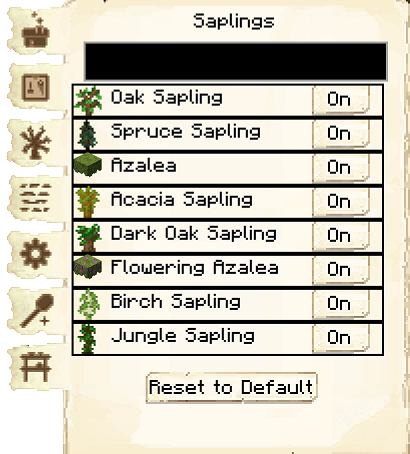 Saplings
Oak Sapling On
Spruce Sapling On
Azalea On
Acacia Sapling On
Dark Oak Sapling On
Flowering Azalea On
Birch Sapling On
Jungle Sapling On
Reset to Default